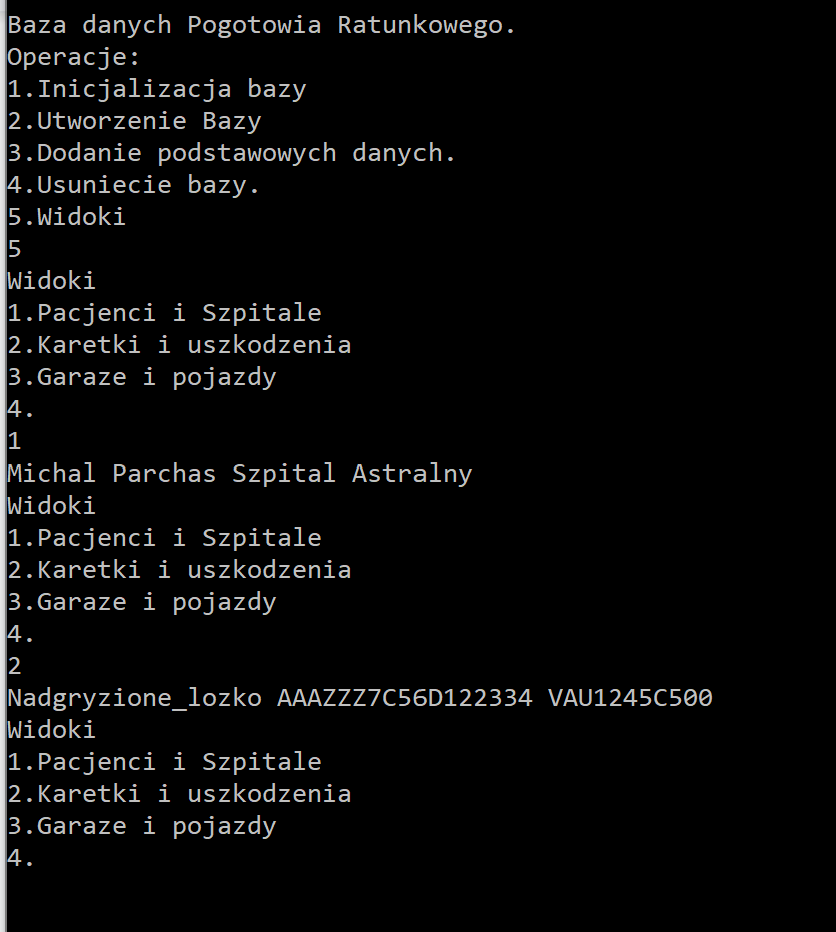 Baza danych Pogotowia Ratunkowego.
Operacje:
1.Inicjalizacja bazy
2.Utworzenie Bazy
3.Dodanie podstawowych danych.
4.Usuniecie bazy.
5.Widoki
5
Widoki
1.Pacjenci i Szpitale
2.Karetki i uszkodzenia
3.Garaze i pojazdy
4.
1
Michal Parchas Szpital Astralny
Widoki
1.Pacjenci i Szpitale
2.Karetki i uszkodzenia
3.Garaze i pojazdy
4.
2
Nadgryzione_lozko AAAZZZ7C56D122334 VAU1245C500
Widoki
1.Pacjenci i Szpitale
2.Karetki i uszkodzenia
3.Garaze i pojazdy
4.